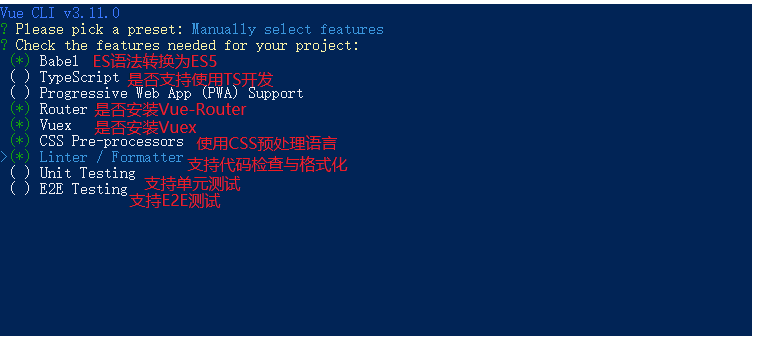 Vue CLI v3.11.0
? Please pick a preset: Manually select features
? Check the features needed for your project:
(*) Babel ES语法转换为ES5
( ) TypeScript 是否支持使用TS开发
( ) Progressive Web App (PWA) Support
(*) Router 是否安装Vue-Router
(*) Vuex 是否安装Vuex
(*) CSS Pre-processors 使用CSS预处理语言
>(*) Linter / Formatter 支持代码检查与格式化
( ) Unit Testing 支持单元测试
( ) E2E Testing 支持E2E测试